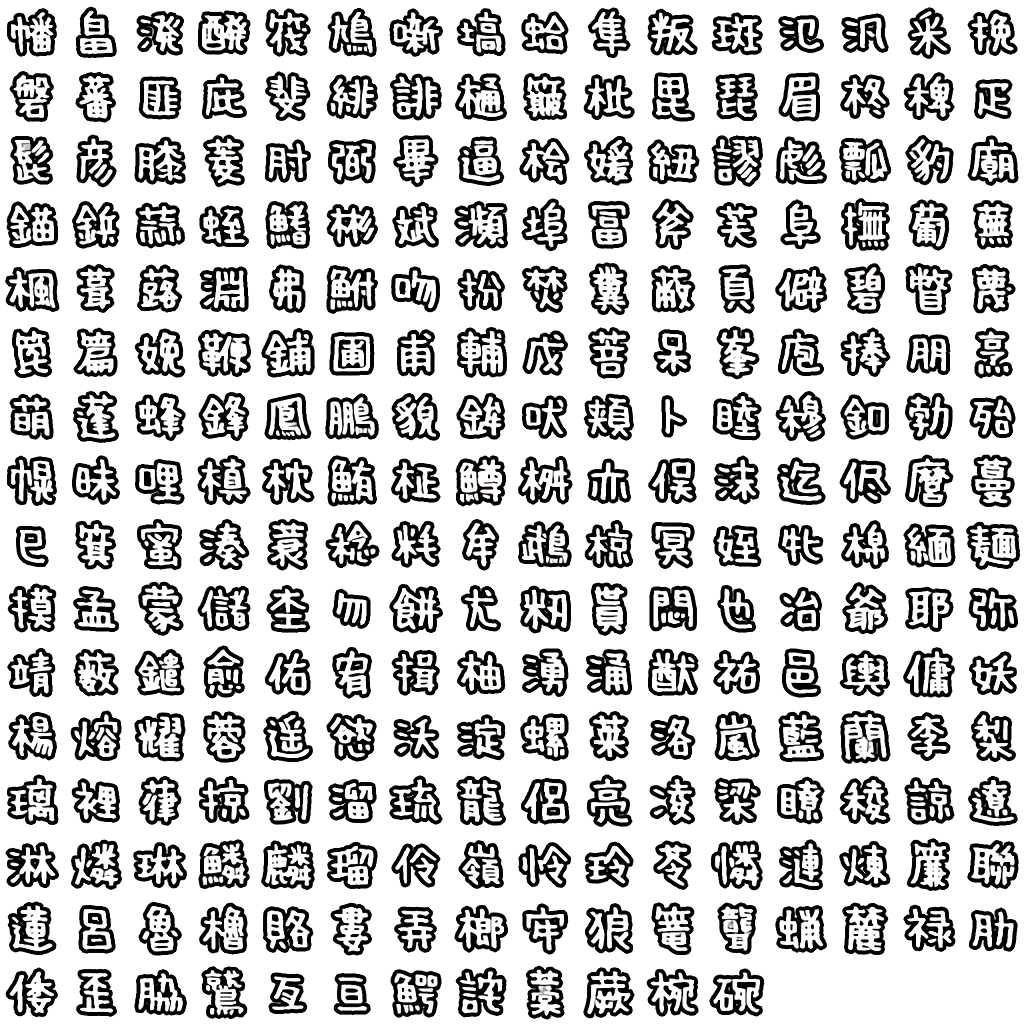 幡畠溌醗筏鳩噺塙蛤隼叛斑氾汎釆挽
磐蕃匪庇斐緋誹樋簸枇毘琵眉柊稗疋
髭彦膝菱肘弼畢逼桧媛紐謬彪瓢豹廟
錨鋲蒜蛭鰭彬斌瀕埠冨斧芙阜撫葡蕪
楓葺蕗淵弗鮒吻扮焚糞蔽頁僻碧瞥蔑
箆篇娩鞭鋪圃甫輔戊菩呆峯庖捧朋烹
萌蓬蜂鋒鳳鵬貌鉾吠頬卜睦穆釦勃殆
幌昧哩槙枕鮪柾鱒桝亦俣沫迄侭麿蔓
巳箕蜜湊蓑稔粍牟鵡椋冥姪牝棉緬麺
摸孟蒙儲杢勿餅尤籾貰悶也冶爺耶弥
靖薮鑓愈佑宥揖柚湧涌猷祐邑輿傭妖
楊熔耀蓉遥慾沃淀螺莱洛嵐藍蘭李梨
璃裡葎掠劉溜琉龍侶亮凌梁瞭稜諒遼
淋燐琳鱗麟瑠伶嶺怜玲苓憐漣煉簾聯
蓮呂魯櫓賂婁弄榔牢狼篭聾蝋麓禄肋
倭歪脇鷲亙亘鰐詫藁蕨椀碗